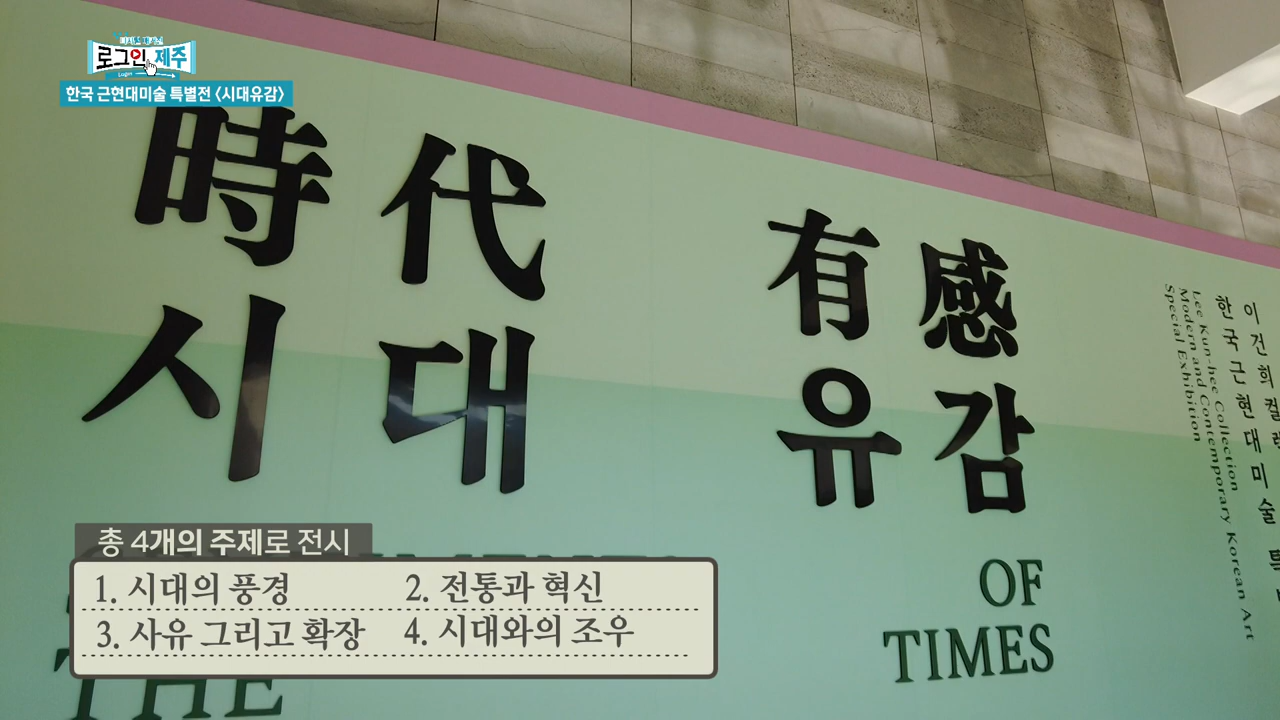 로그인 제주
Login
한국 근현대미술 특별전 〈시대유감〉
時代 有感
시대 유감
OF
TIMES
THE
이건희컬렉
한국근현대미술 특
Lee Kun-hee Collection
Modern and Contemporary Korean Art
Special Exhibition
총 4개의 주제로 전시
1. 시대의 풍경
2. 전통과 혁신
3. 사유 그리고 확장
4. 시대와의 조우